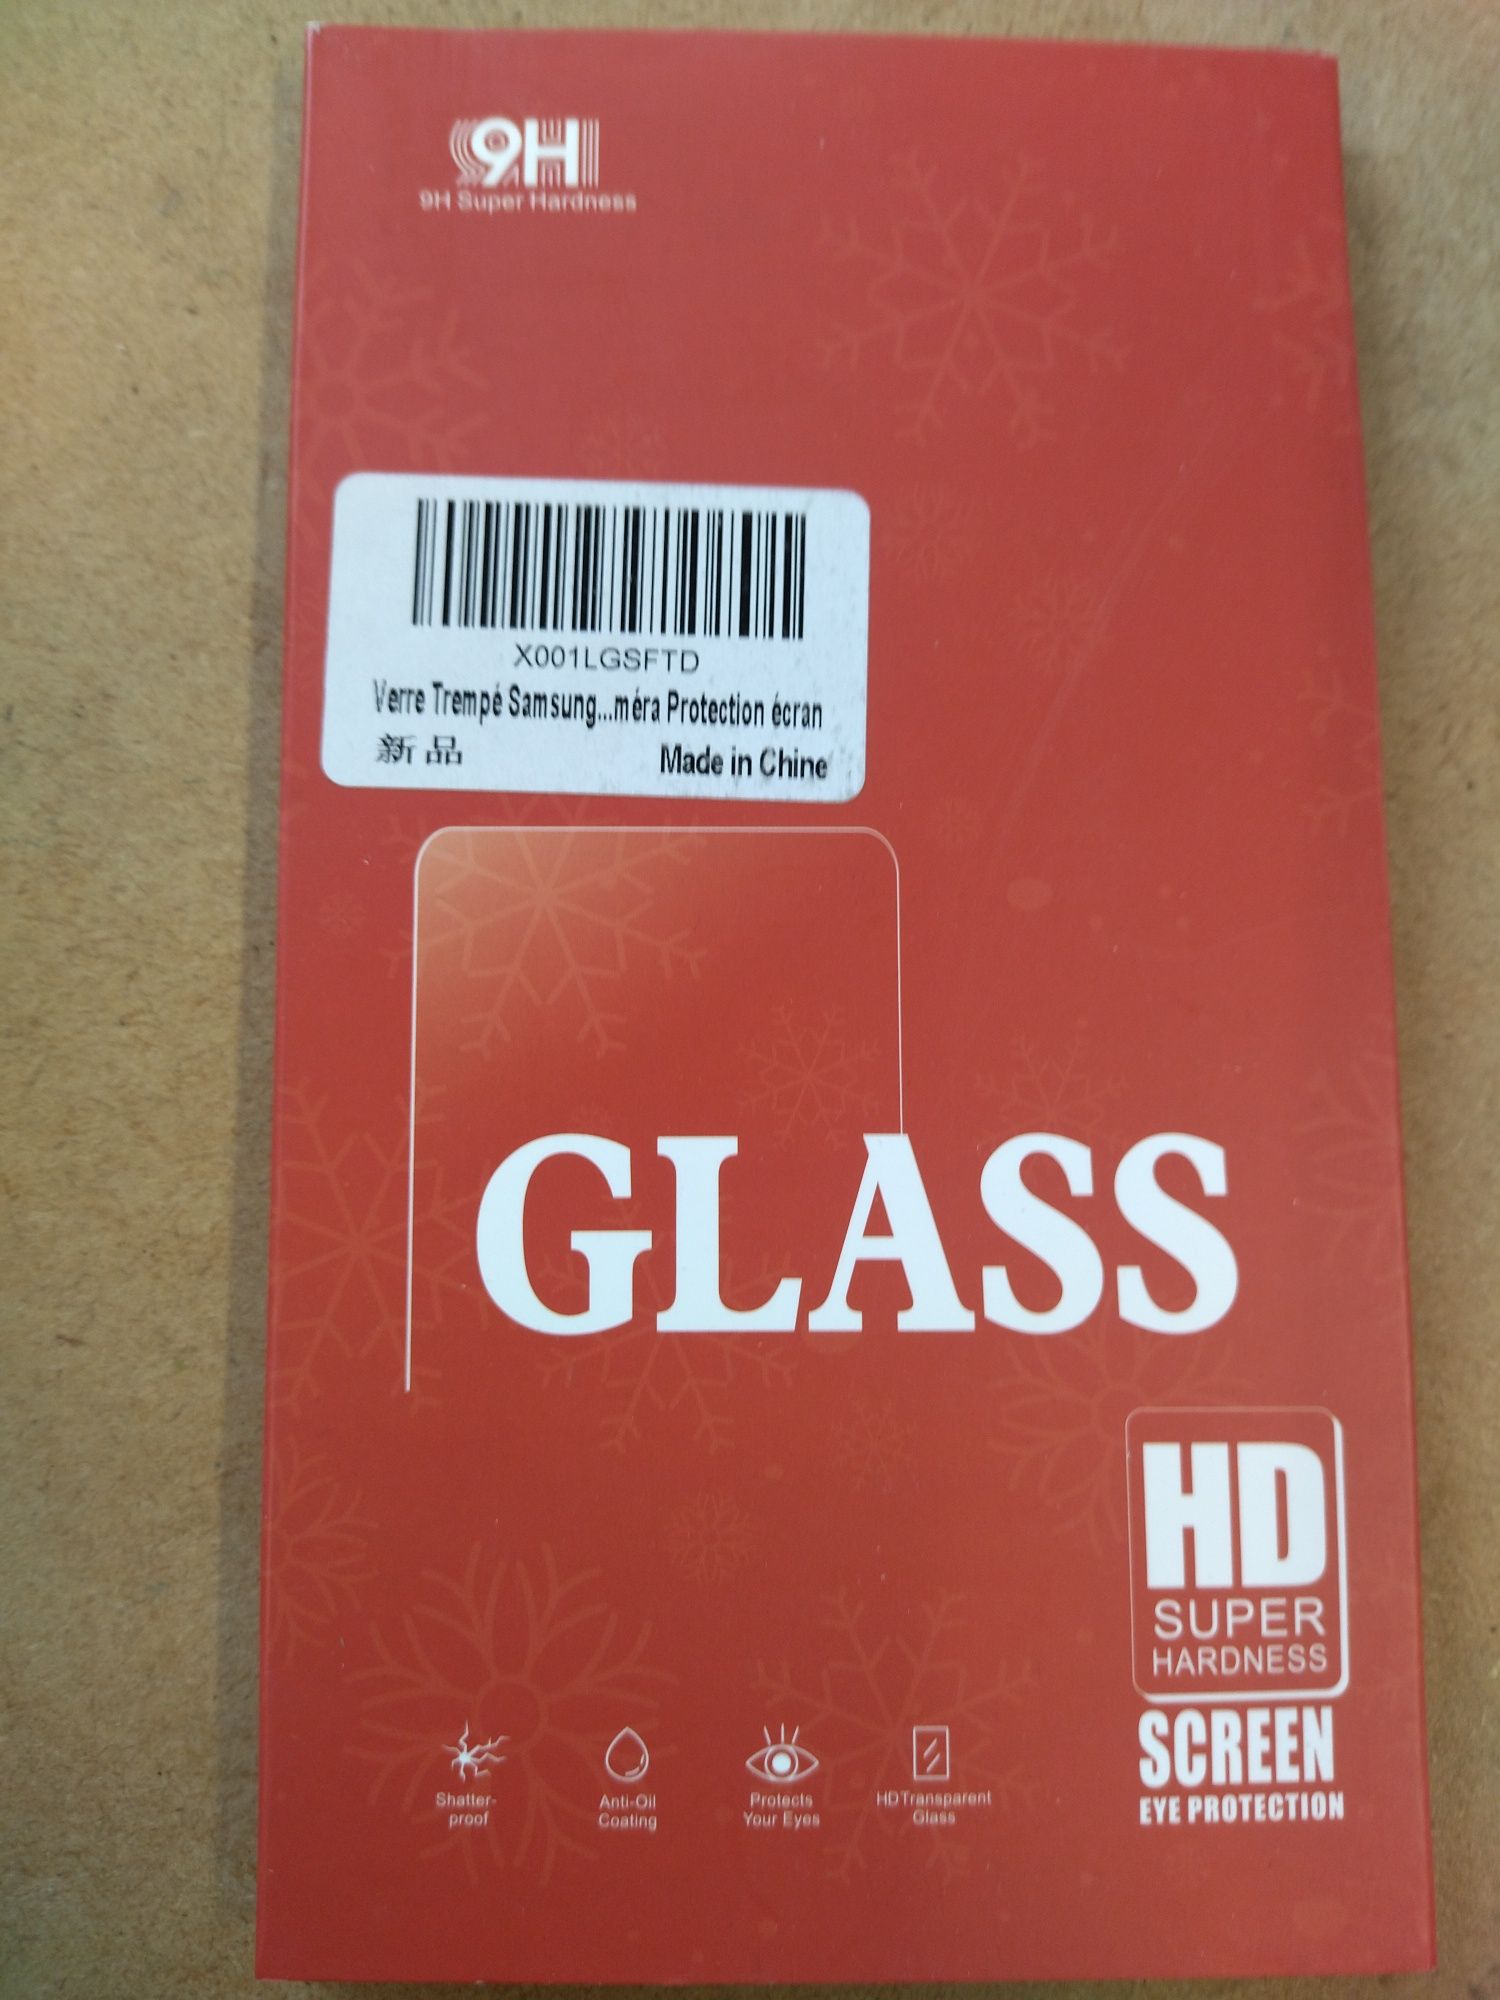 9H
9H Super Hardness
X001LGSFTD
Verre Trempé Samsung...méra Protection écran
新品
Made in Chine
GLASS
HD
SUPER
HARDNESS
SCREEN
EYE PROTECTION
Shatter-
proof
Anti-Oil
Coating
Protects
Your Eyes
HD Transparent
Glass